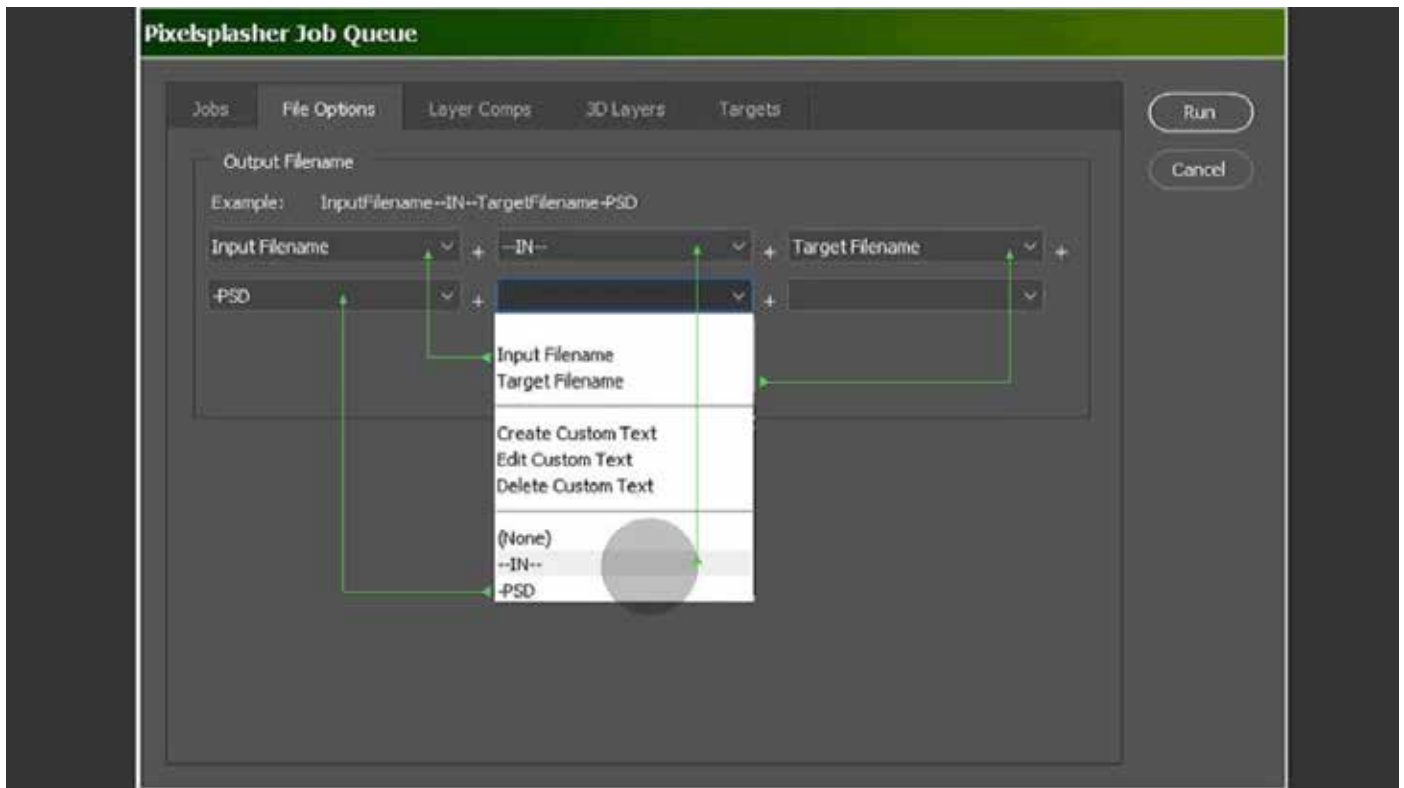 Pixelsplasher Job Queue
Jobs File Options Layer Comps 3D Layers Targets
Run
Cancel
Output Filename
Example: InputFilename--IN--TargetFilename-PSD
Input Filename + --IN-- + Target Filename +
-PSD + +
Input Filename
Target Filename
Create Custom Text
Edit Custom Text
Delete Custom Text
(None)
--IN--
-PSD